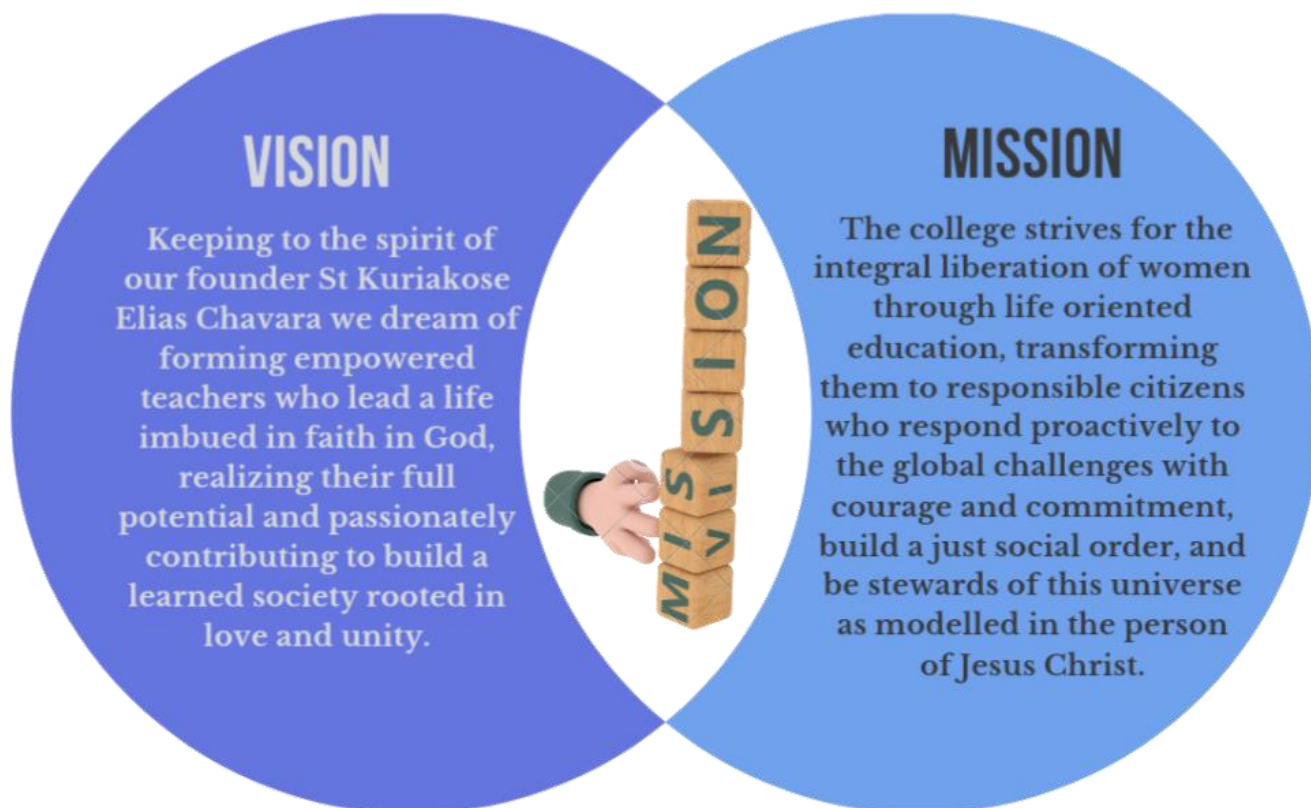 VISION
Keeping to the spirit of
our founder St Kuriakose
Elias Chavara we dream of
forming empowered
teachers who lead a life
imbued in faith in God,
realizing their full
potential and passionately
contributing to build a
learned society rooted in
love and unity.
MISSION
VI
MISSION
The college strives for the
integral liberation of women
through life oriented
education, transforming
them to responsible citizens
who respond proactively to
the global challenges with
courage and commitment,
build a just social order, and
be stewards of this universe
as modelled in the person
of Jesus Christ.